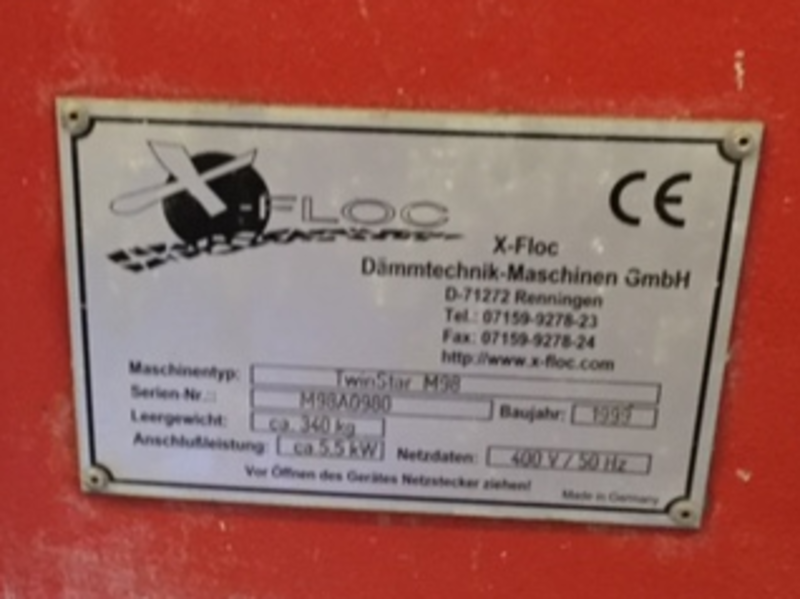 X-FLOC
CE
X-Floc
Dämmtechnik-Maschinen GmbH
D-71272 Renningen
Tel.: 07159-9278-23
Fax: 07159-9278-24
http://www.x-floc.com
Maschinentyp: TwinStar M98
Serien-Nr.: M98A0980 Baujahr: 1999
Leergewicht: ca. 340 kg
Anschlußleistung: ca 5.5 kW Netzdaten: 400 V / 50 Hz
Vor Öffnen des Gerätes Netzstecker ziehen!
Made in Germany